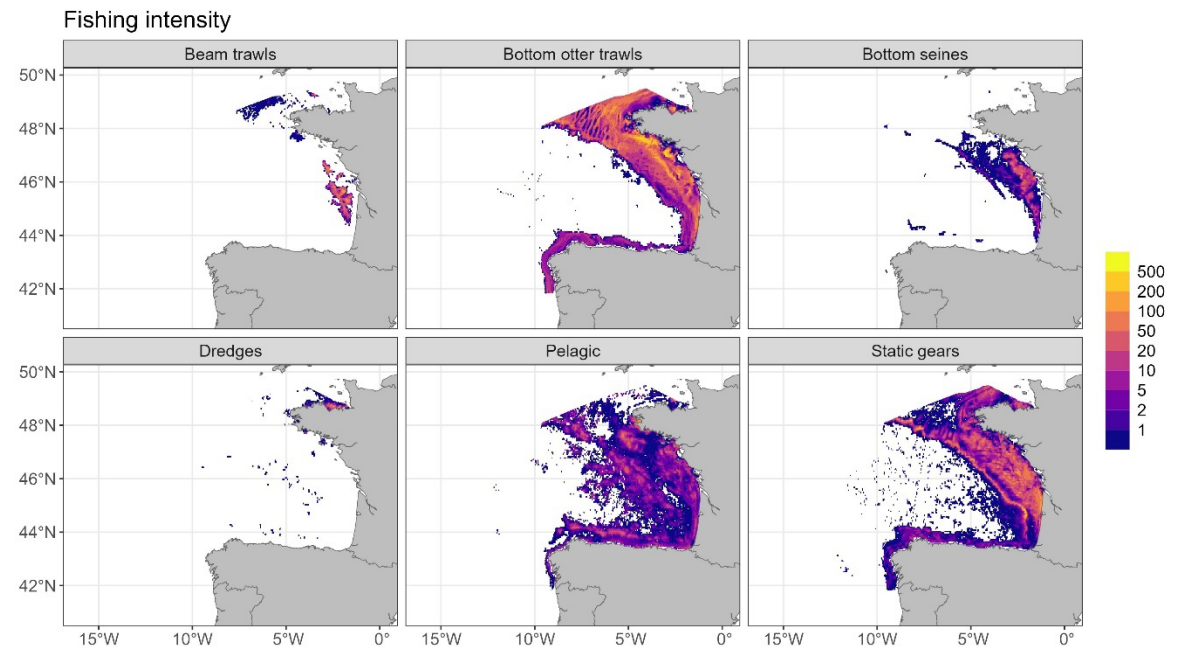 Fishing intensity
Beam trawls
Bottom otter trawls
Bottom seines
50°N
48°N
46°N
44°N
42°N
Dredges
Pelagic
Static gears
50°N
48°N
46°N
44°N
42°N
15°W 10°W 5°W 0°
15°W 10°W 5°W 0°
15°W 10°W 5°W 0°
500
200
100
50
20
10
5
2
1